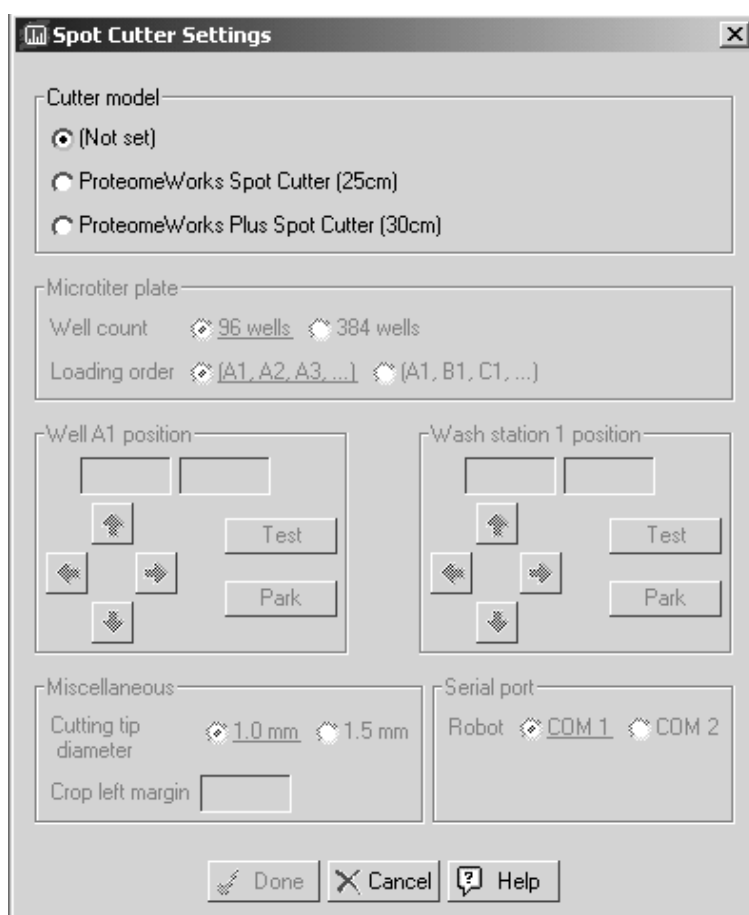 Spot Cutter Settings
Cutter model
(Not set)
ProteomeWorks Spot Cutter (25cm)
ProteomeWorks Plus Spot Cutter (30cm)
Microtiter plate
Well count 96 wells 384 wells
Loading order (A1, A2, A3, ...) (A1, B1, C1, ...)
Well A1 position Wash station 1 position
Test Test
Park Park
Miscellaneous Serial port
Cutting tip diameter 1.0 mm 1.5 mm Robot COM 1 COM 2
Crop left margin
Done Cancel Help